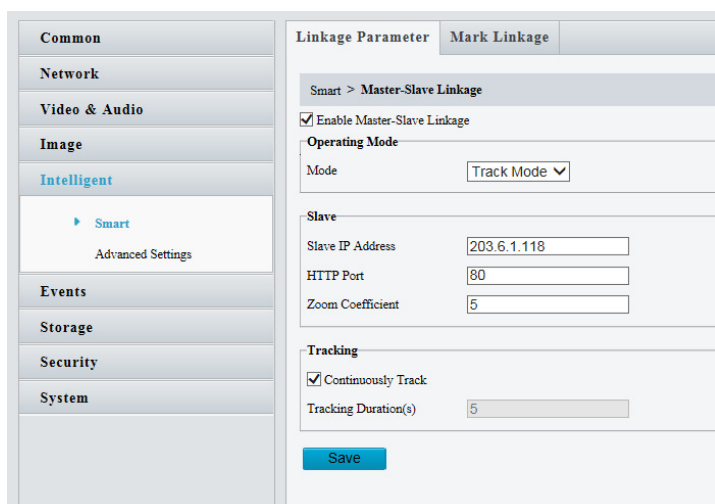 Common
Network
Video & Audio
Image
Intelligent
Smart
Advanced Settings
Events
Storage
Security
System
Linkage Parameter
Mark Linkage
Smart > Master-Slave Linkage
Enable Master-Slave Linkage
Operating Mode
Mode
Track Mode
Slave
Slave IP Address
203.6.1.118
HTTP Port
80
Zoom Coefficient
5
Tracking
Continuously Track
Tracking Duration(s)
5
Save